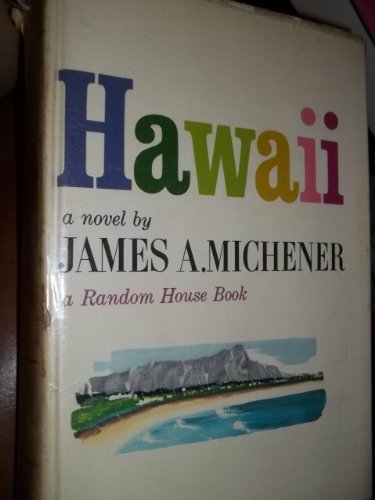 Hawaii
a novel by
JAMES A.MICHENER
a Random House Book